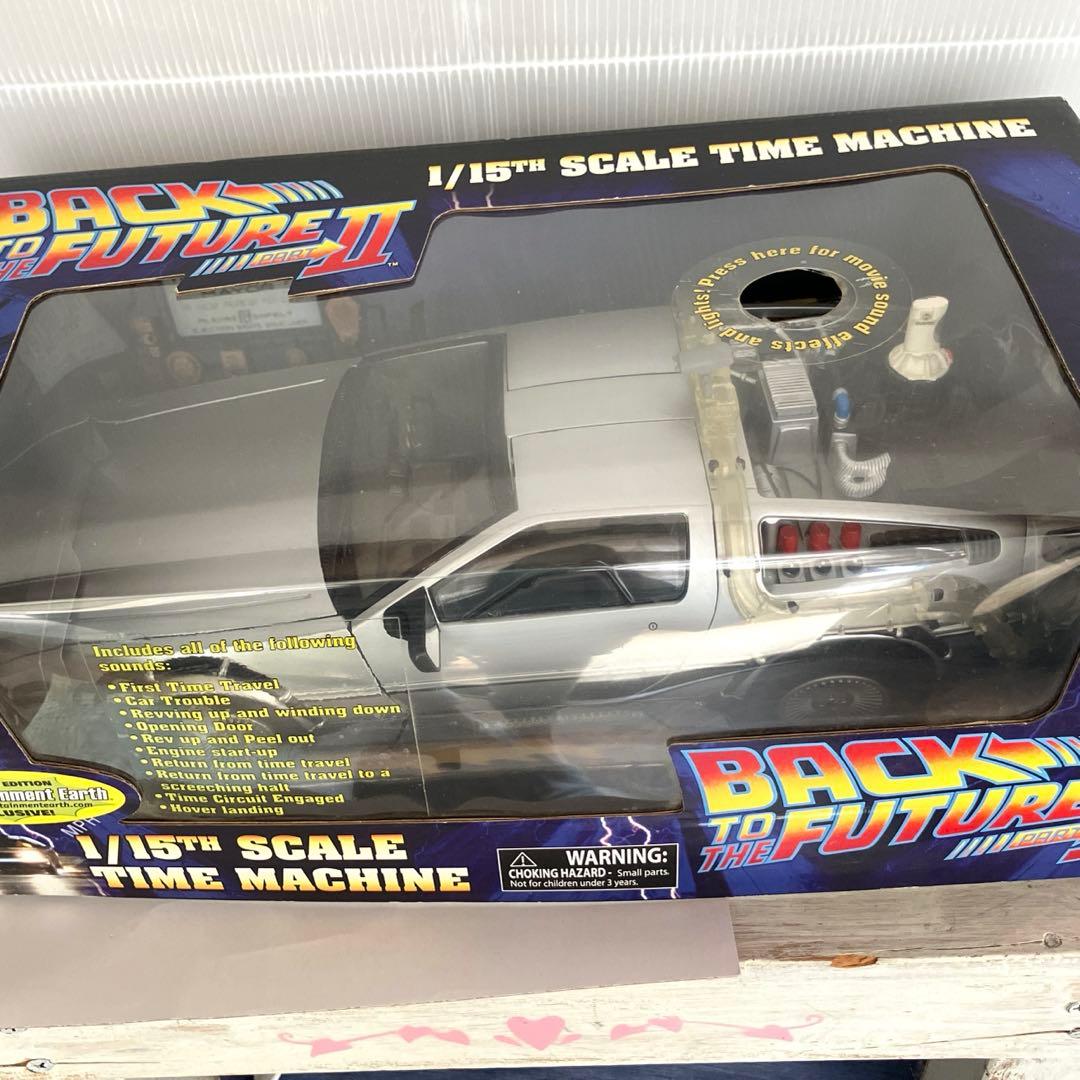 1/15TH SCALE TIME MACHINE
BACK
TO
THE FUTURE
PART II
TM
Press here for movie sound effects and lights!
Includes all of the following
sounds:
• First Time Travel
• Car Trouble
• Revving up and winding down
• Opening Door
• Rev up and Peel out
• Engine start-up
• Return from time travel
• Return from time travel to a
screeching halt
• Time Circuit Engaged
• Hover landing
EDITION
nment Earth
tainmentearth.com
LUSIVE!
MPH
1/15TH SCALE
TIME MACHINE
WARNING:
CHOKING HAZARD - Small parts.
Not for children under 3 years.
BACK
TO
THE FUTURE
PART